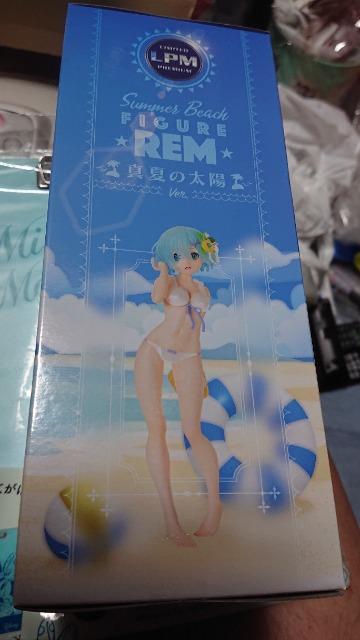 LIMITED
LPM
PREMIUM
Summer Beach
FIGURE
REM
真夏の太陽
Ver.